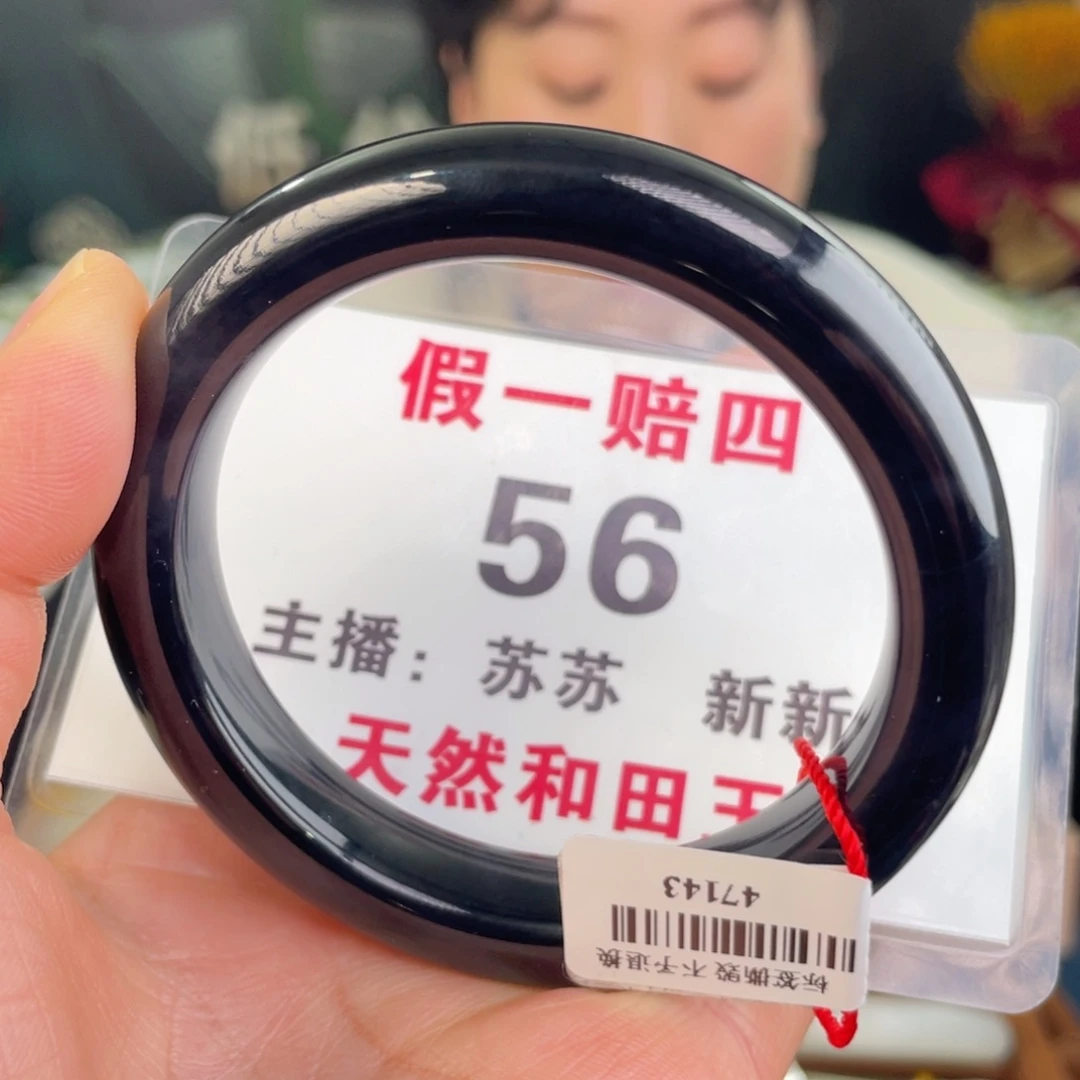 假一赔四
56
主播：苏苏 新新
天然和田玉
47143
标签撕毁 不予退换